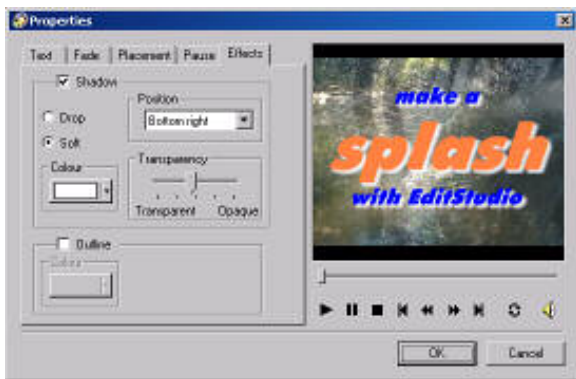 Properties
Text Fade Placement Pause Effects
Shadow
Drop
Soft
Position
Bottom right
Colour
Transparency
Transparent Opaque
Outline
Colour
make a
splash
with EditStudio
OK
Cancel